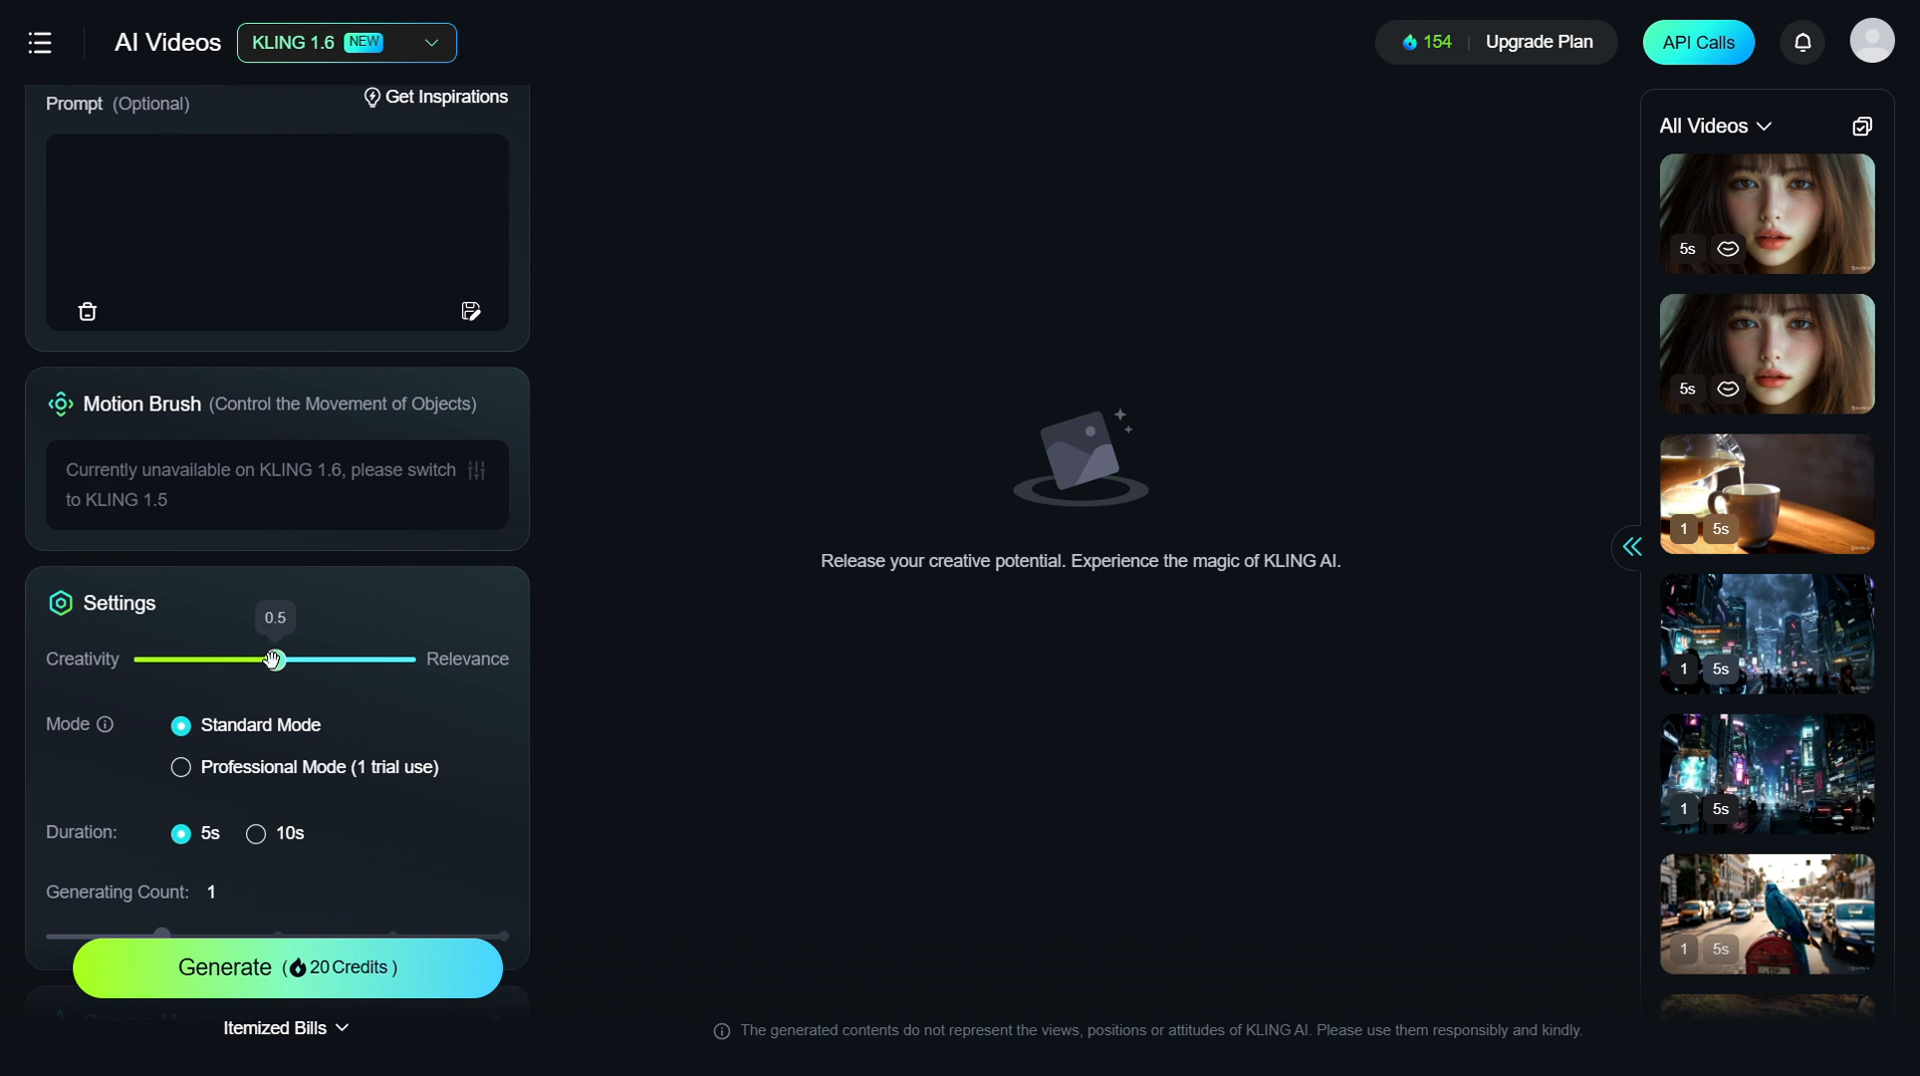 AI Videos
KLING 1.6 NEW
154 | Upgrade Plan
API Calls
Prompt (Optional)
Get Inspirations
Motion Brush (Control the Movement of Objects)
Currently unavailable on KLING 1.6, please switch
to KLING 1.5
Settings
0.5
Creativity
Relevance
Mode
Standard Mode
Professional Mode (1 trial use)
Duration:
5s
10s
Generating Count: 1
Generate ( 20 Credits )
Itemized Bills
Release your creative potential. Experience the magic of KLING AI.
The generated contents do not represent the views, positions or attitudes of KLING AI. Please use them responsibly and kindly.
All Videos
5s
5s
1 5s
1 5s
1 5s
1 5s